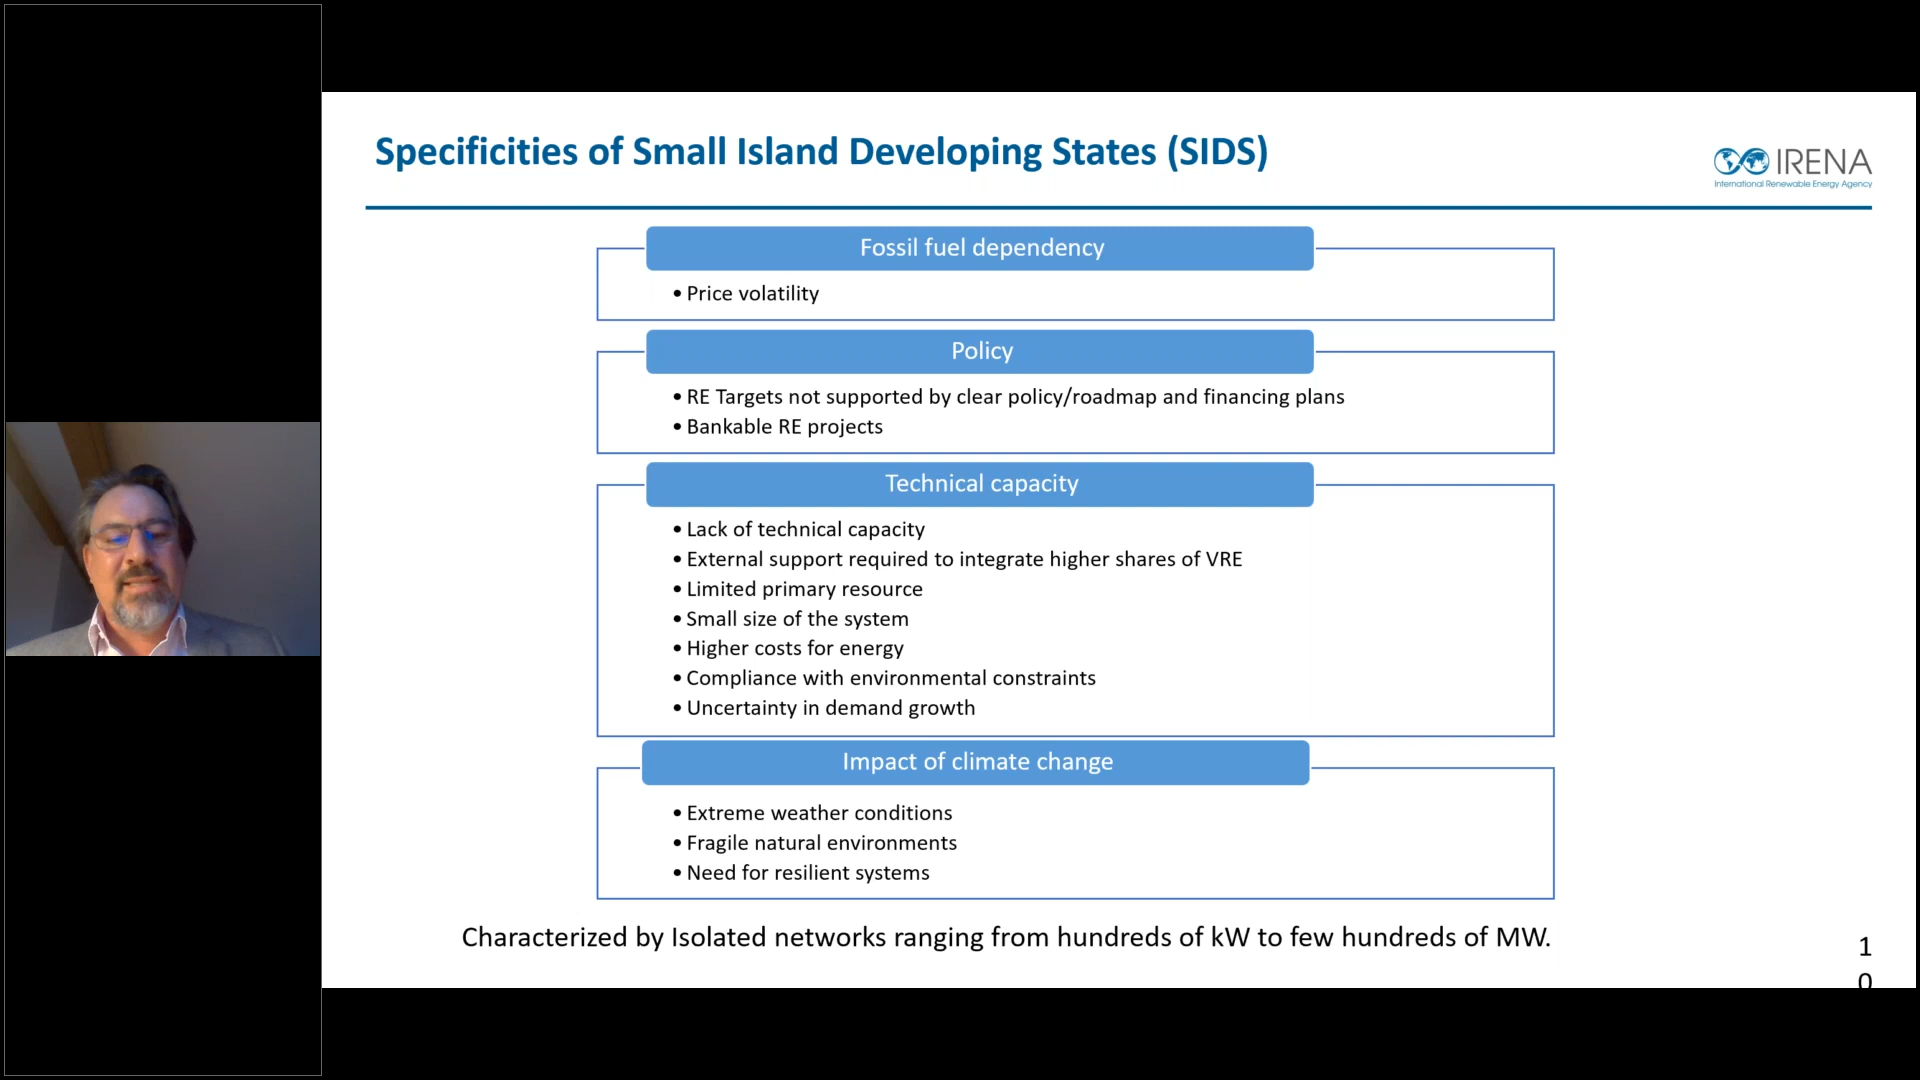 Specificities of Small Island Developing States (SIDS)
IRENA
International Renewable Energy Agency
Fossil fuel dependency
• Price volatility
Policy
• RE Targets not supported by clear policy/roadmap and financing plans
• Bankable RE projects
Technical capacity
• Lack of technical capacity
• External support required to integrate higher shares of VRE
• Limited primary resource
• Small size of the system
• Higher costs for energy
• Compliance with environmental constraints
• Uncertainty in demand growth
Impact of climate change
• Extreme weather conditions
• Fragile natural environments
• Need for resilient systems
Characterized by Isolated networks ranging from hundreds of kW to few hundreds of MW.
1
0